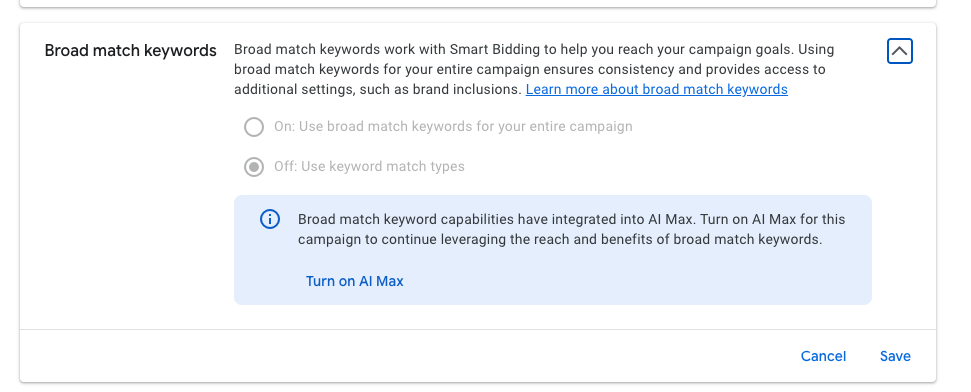 Broad match keywords
Broad match keywords work with Smart Bidding to help you reach your campaign goals. Using
broad match keywords for your entire campaign ensures consistency and provides access to
additional settings, such as brand inclusions. Learn more about broad match keywords
On: Use broad match keywords for your entire campaign
Off: Use keyword match types
Broad match keyword capabilities have integrated into AI Max. Turn on AI Max for this
campaign to continue leveraging the reach and benefits of broad match keywords.
Turn on AI Max
Cancel
Save